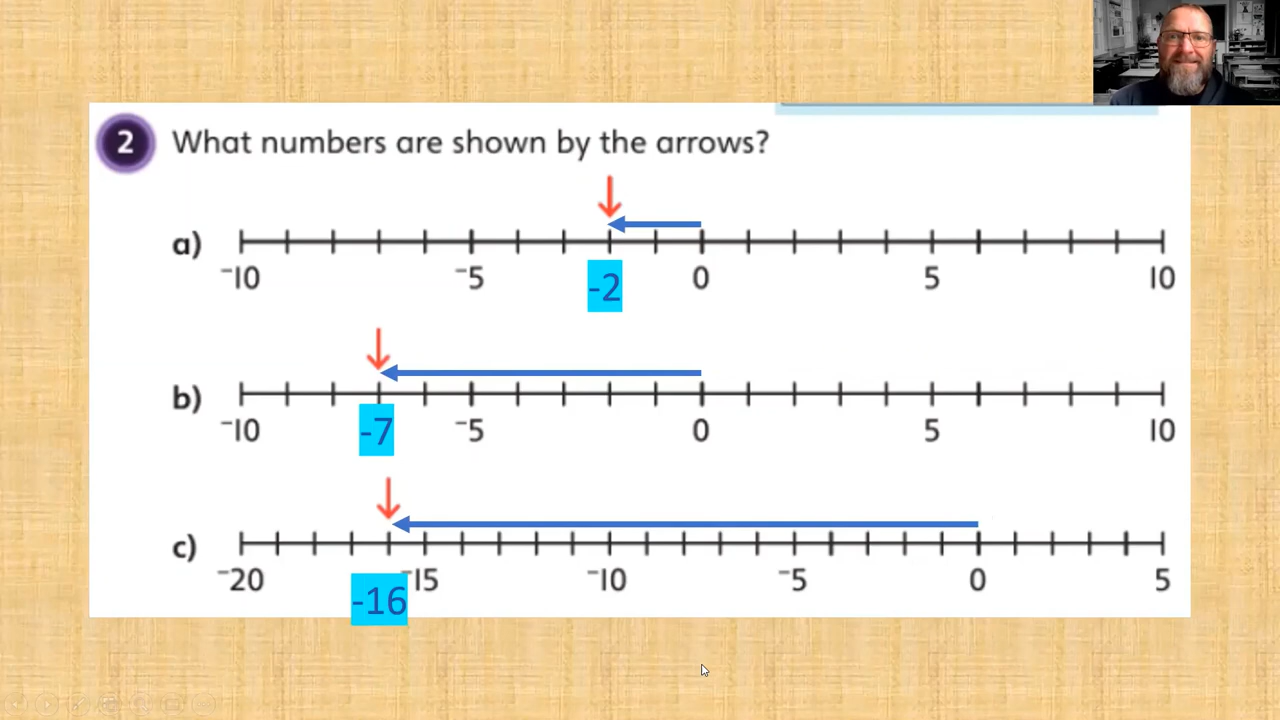 2 What numbers are shown by the arrows?
a)
⁻10 ⁻5 -2 0 5 10
b)
⁻10 -7 ⁻5 0 5 10
c)
⁻20 -16 ⁻15 ⁻10 ⁻5 0 5